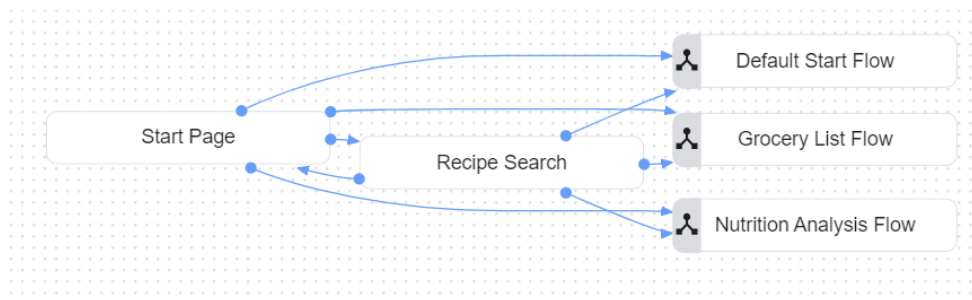 Default Start Flow
Start Page
Grocery List Flow
Recipe Search
Nutrition Analysis Flow